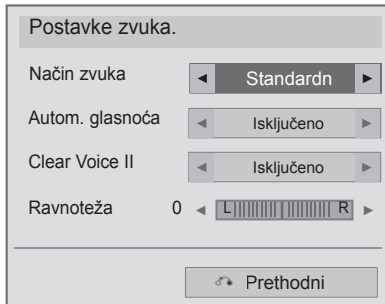 Postavke zvuka.
Način zvuka ◄ Standardn ►
Autom. glasnoća ◄ Isključeno ►
Clear Voice II ◄ Isključeno ►
Ravnoteža 0 ◄ L R ►
Prethodni